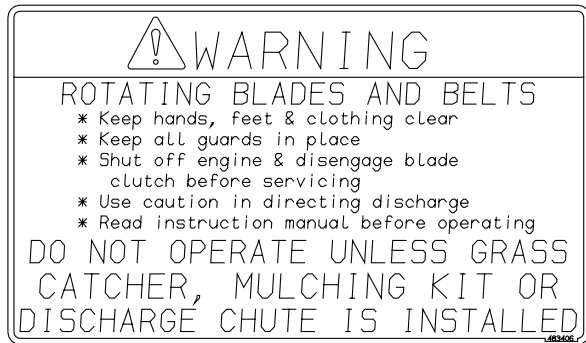 WARNING
ROTATING BLADES AND BELTS
* Keep hands, feet & clothing clear
* Keep all guards in place
* Shut off engine & disengage blade
clutch before servicing
* Use caution in directing discharge
* Read instruction manual before operating
DO NOT OPERATE UNLESS GRASS
CATCHER, MULCHING KIT OR
DISCHARGE CHUTE IS INSTALLED
483406